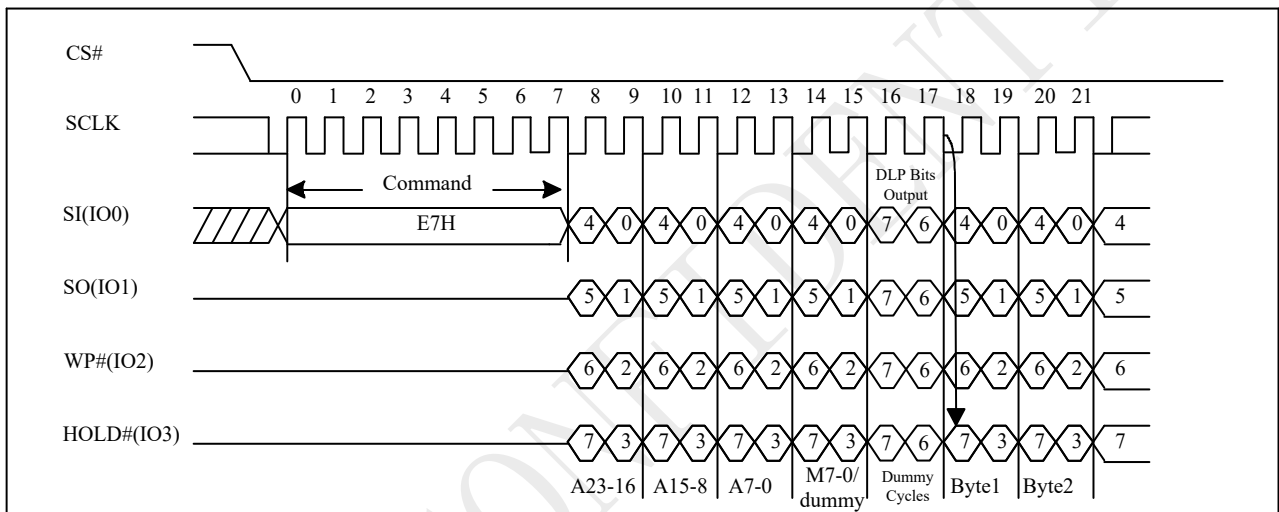 CS#
0 1 2 3 4 5 6 7 8 9 10 11 12 13 14 15 16 17 18 19 20 21
SCLK
Command
DLP Bits
Output
SI(IO0)
E7H
4 0 4 0 4 0 4 0 7 6 4 0 4 0 4
SO(IO1)
5 1 5 1 5 1 5 1 7 6 5 1 5 1 5
WP#(IO2)
6 2 6 2 6 2 6 2 7 6 6 2 6 2 6
HOLD#(IO3)
7 3 7 3 7 3 7 3 7 6 7 3 7 3 7
A23-16 A15-8 A7-0 M7-0/
dummy
Dummy
Cycles
Byte1 Byte2